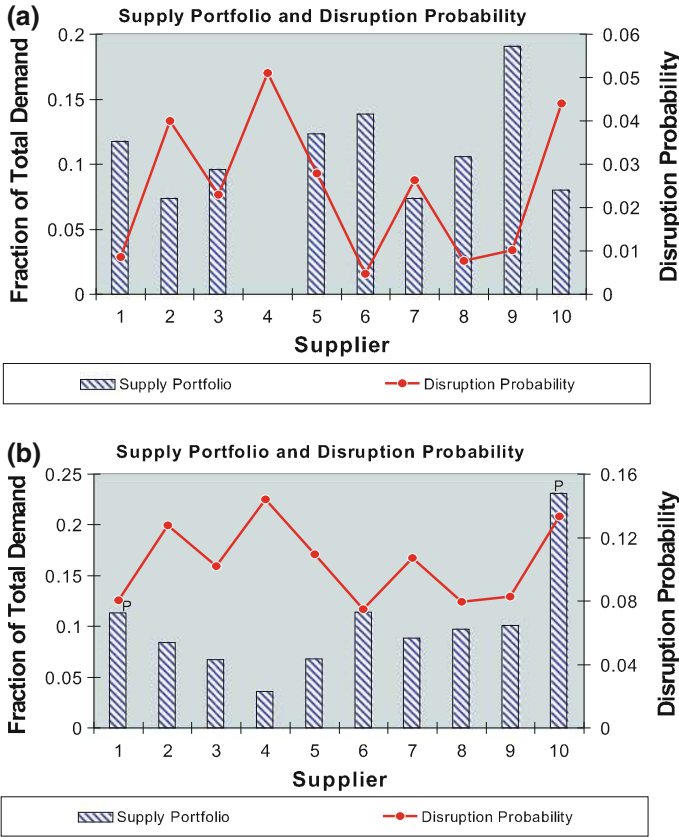 (a)
Supply Portfolio and Disruption Probability
Fraction of Total Demand
0.2
0.15
0.1
0.05
0
Disruption Probability
0.06
0.05
0.04
0.03
0.02
0.01
0
1 2 3 4 5 6 7 8 9 10
Supplier
Supply Portfolio Disruption Probability
(b)
Supply Portfolio and Disruption Probability
Fraction of Total Demand
0.25
0.2
0.15
0.1
0.05
0
P
P
Disruption Probability
0.16
0.12
0.08
0.04
0
1 2 3 4 5 6 7 8 9 10
Supplier
Supply Portfolio Disruption Probability